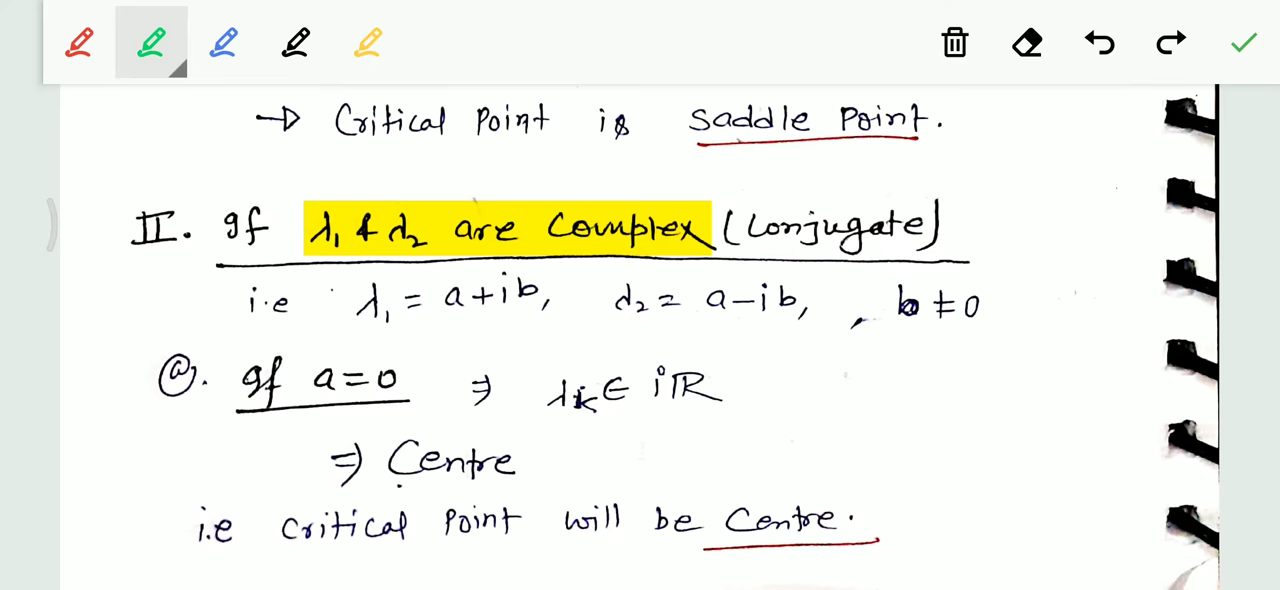 → Critical Point is Saddle Point.
II. If λ₁ & λ₂ are Complex (Conjugate)
i.e λ₁ = a+ib, λ₂ = a-ib, , b ≠ 0
ⓐ. If a=0 ⇒ λₖ ∈ iℝ
⇒ Centre
i.e Critical Point will be Centre.